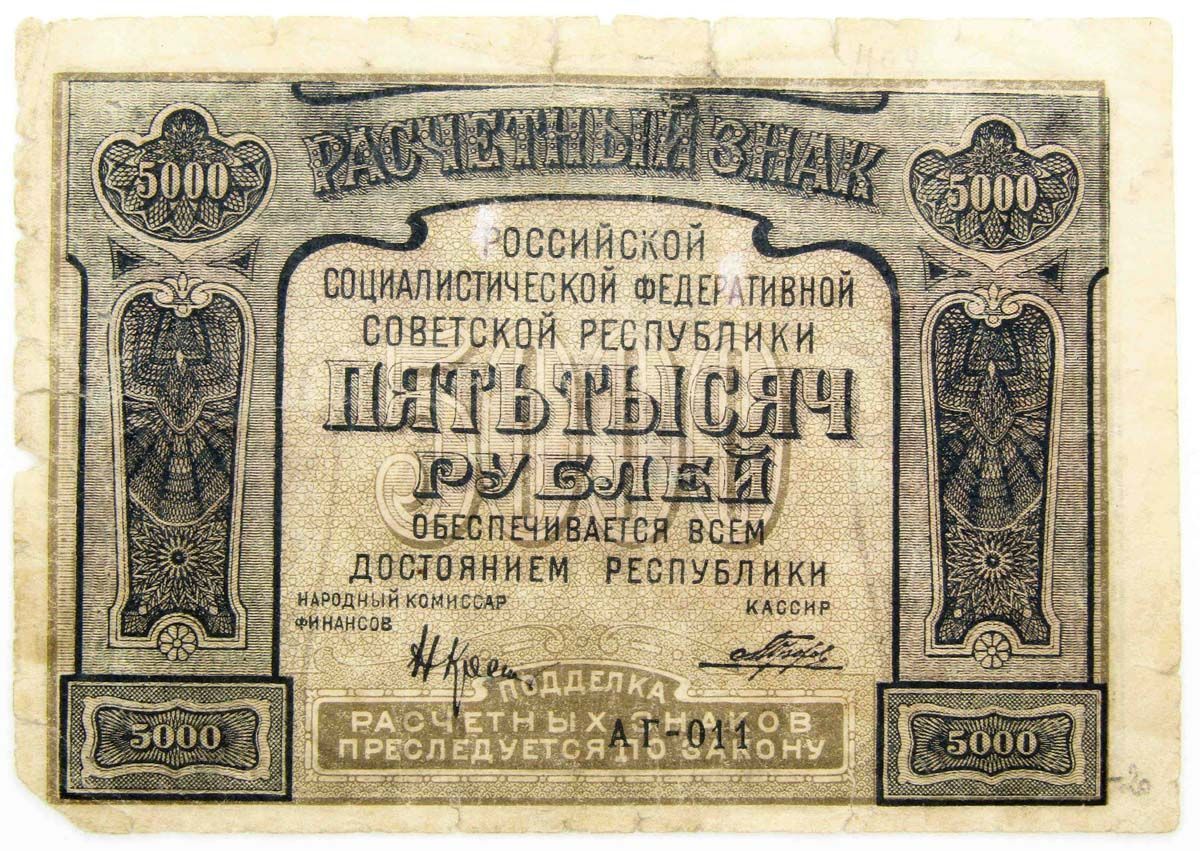 РАСЧЕТНЫЙ ЗНАК
5000 5000
РОССИЙСКОЙ
СОЦИАЛИСТИЧЕСКОЙ ФЕДЕРАТИВНОЙ
СОВЕТСКОЙ РЕСПУБЛИКИ
5000
ПЯТЬ ТЫСЯЧ
РУБЛЕЙ
ОБЕСПЕЧИВАЕТСЯ ВСЕМ
ДОСТОЯНИЕМ РЕСПУБЛИКИ
НАРОДНЫЙ КОМИССАР
ФИНАНСОВ
КАССИР
ПОДДЕЛКА
РАСЧЕТНЫХ ЗНАКОВ
ПРЕСЛЕДУЕТСЯ ПО ЗАКОНУ
АГ-011
5000 5000